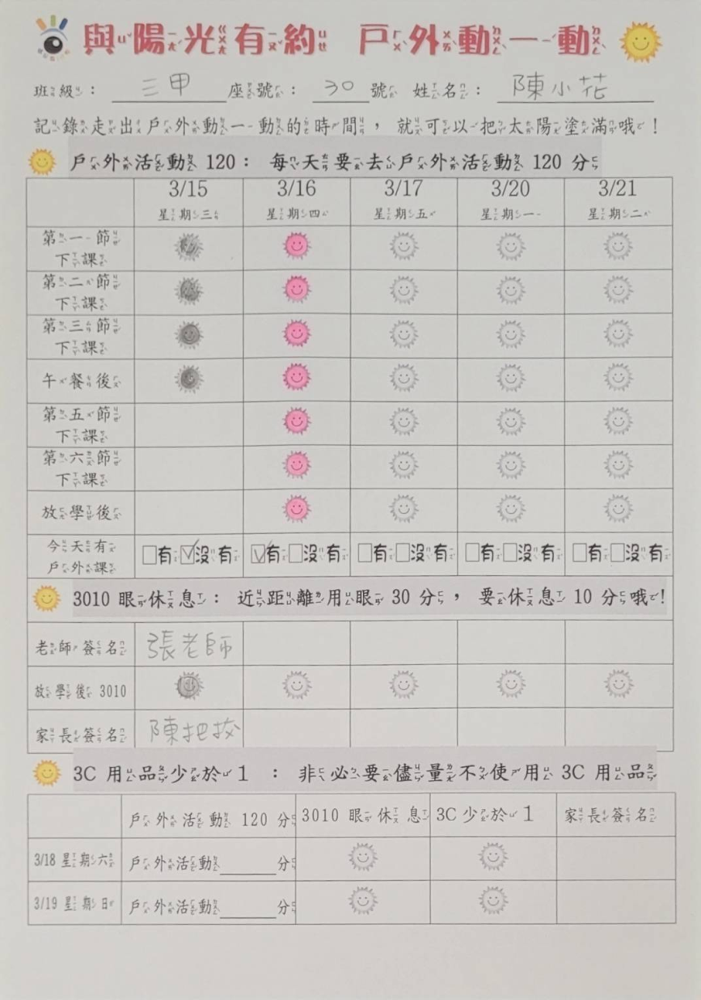 與陽光有約 戶外動一動
班級： 三甲 座號： 30 號 姓名： 陳小花
記錄走出戶外動一動的時間，就可以把太陽塗滿哦！
戶外活動 120： 每天要去戶外活動 120 分
3/15 3/16 3/17 3/20 3/21
星期三 星期四 星期五 星期一 星期二
第一節
下課
第二節
下課
第三節
下課
午餐後
第五節
下課
第六節
下課
放學後
今天有
戶外課
□有☑沒有 ☑有□沒有 □有□沒有 □有□沒有 □有□沒有
3010 眼休息： 近距離用眼 30 分， 要休息 10 分哦！
老師簽名 張老師
放學後 3010
家長簽名 陳把拔
3C 用品少於 1 ： 非必要儘量不使用 3C 用品
戶外活動 120 分 3010 眼休息 3C 少於 1 家長簽名
3/18 星期六 戶外活動______分
3/19 星期日 戶外活動______分